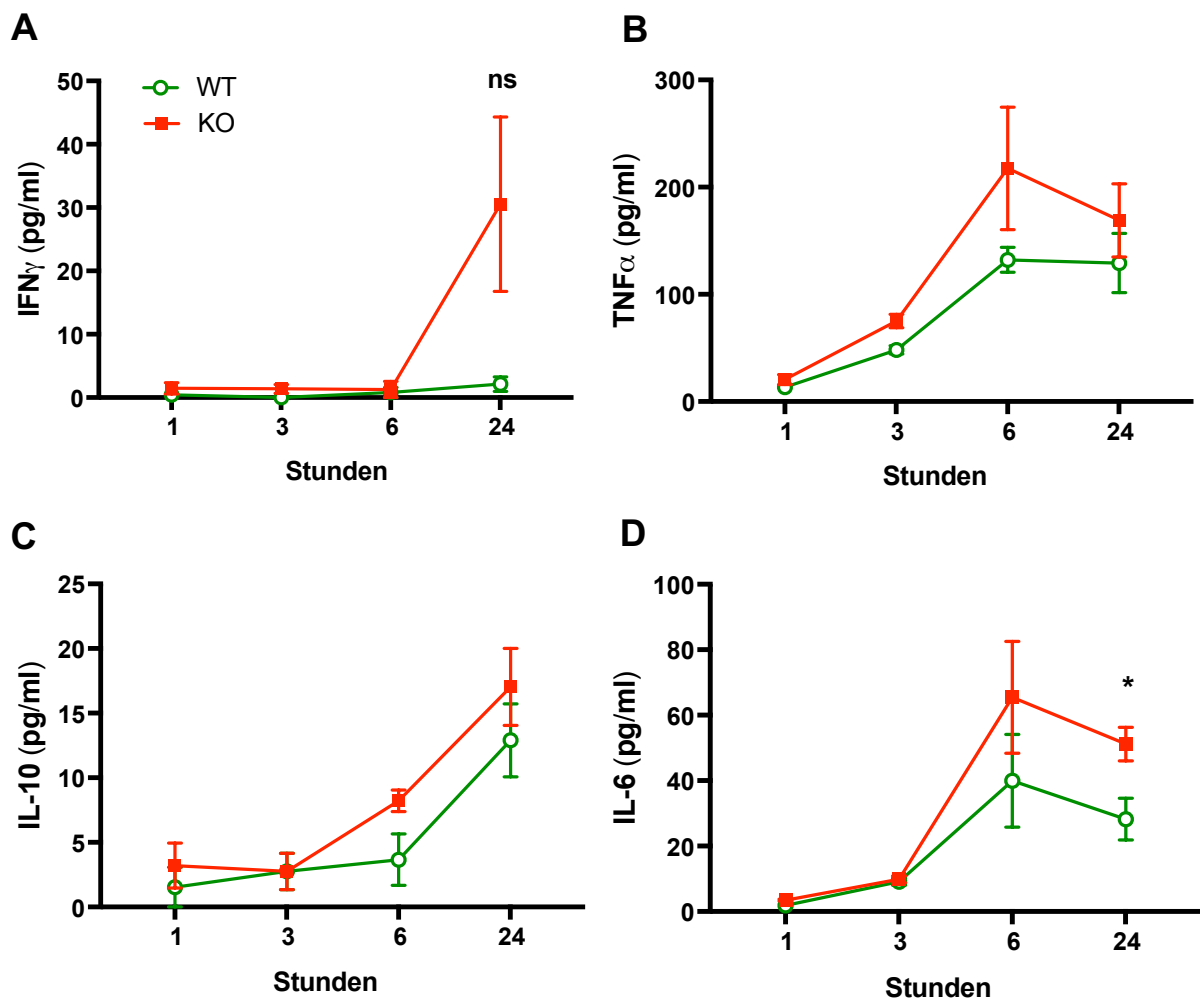 A
IFNγ (pg/ml)
50
40
30
20
10
0
WT
KO
ns
1 3 6 24
Stunden
B
TNFα (pg/ml)
300
200
100
0
1 3 6 24
Stunden
C
IL-10 (pg/ml)
25
20
15
10
5
0
1 3 6 24
Stunden
D
IL-6 (pg/ml)
100
80
60
40
20
0
*
1 3 6 24
Stunden